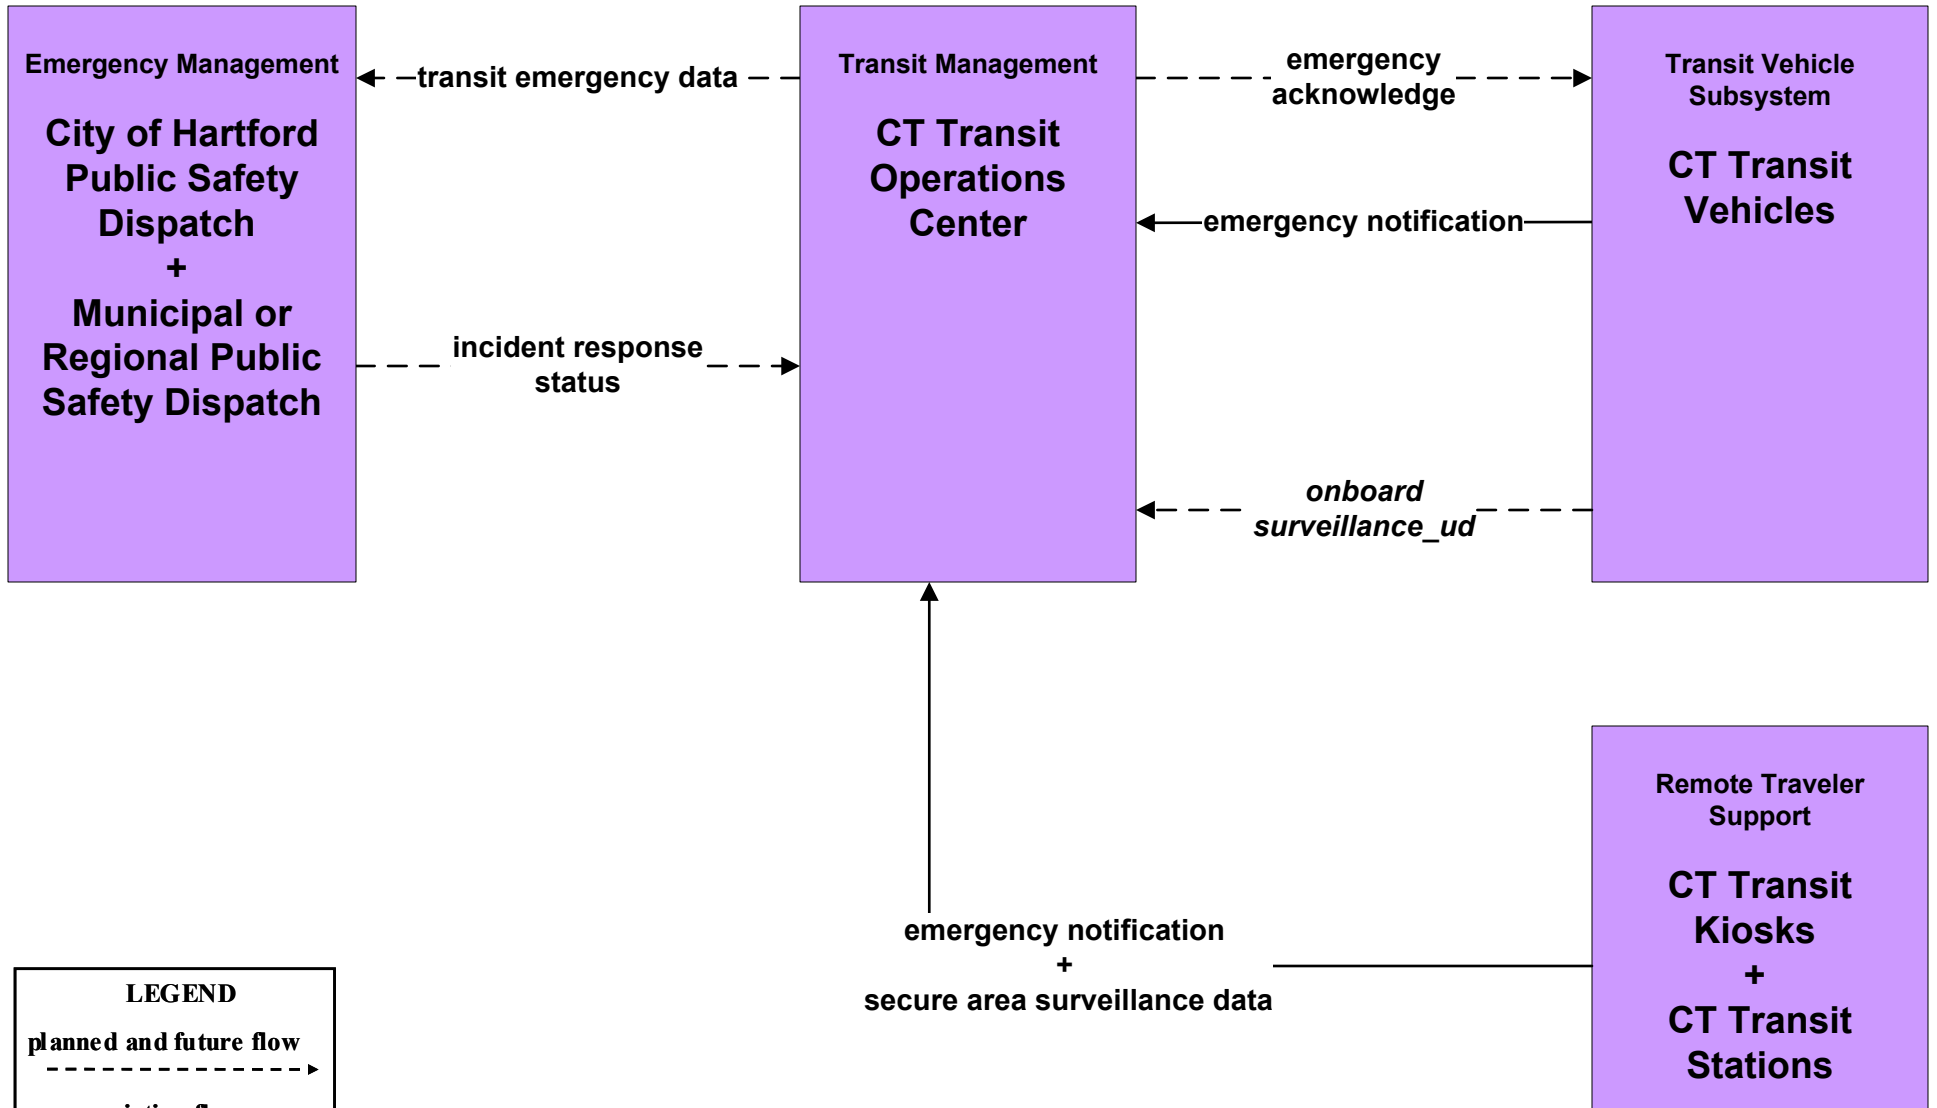 Emergency Management
City of Hartford
Public Safety
Dispatch
+
Municipal or
Regional Public
Safety Dispatch
transit emergency data
incident response
status
Transit Management
CT Transit
Operations
Center
emergency
acknowledge
emergency notification
onboard
surveillance_ud
Transit Vehicle
Subsystem
CT Transit
Vehicles
emergency notification
+
secure area surveillance data
Remote Traveler
Support
CT Transit
Kiosks
+
CT Transit
Stations
LEGEND
planned and future flow